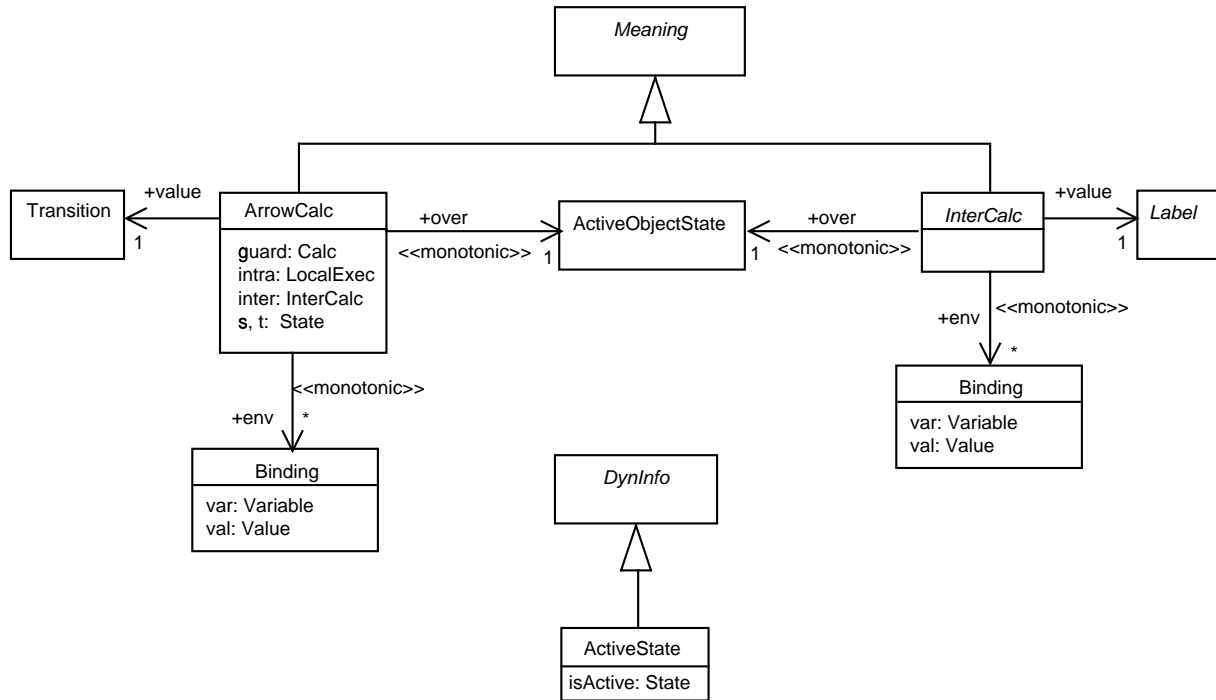 Meaning
Transition
+value
1
ArrowCalc
guard: Calc
intra: LocalExec
inter: InterCalc
s, t: State
+over
<<monotonic>>
1
ActiveObjectState
+over
<<monotonic>>
1
InterCalc
+value
1
Label
<<monotonic>>
+env
*
Binding
var: Variable
val: Value
<<monotonic>>
+env
*
Binding
var: Variable
val: Value
DynInfo
ActiveState
isActive: State